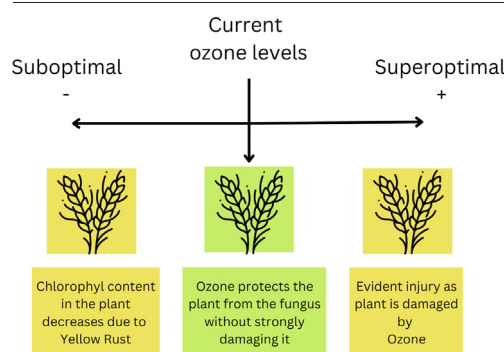 Current
ozone levels
Suboptimal
-
Superoptimal
+
Chlorophyl content
in the plant
decreases due to
Yellow Rust
Ozone protects the
plant from the fungus
without strongly
damaging it
Evident injury as
plant is damaged
by
Ozone